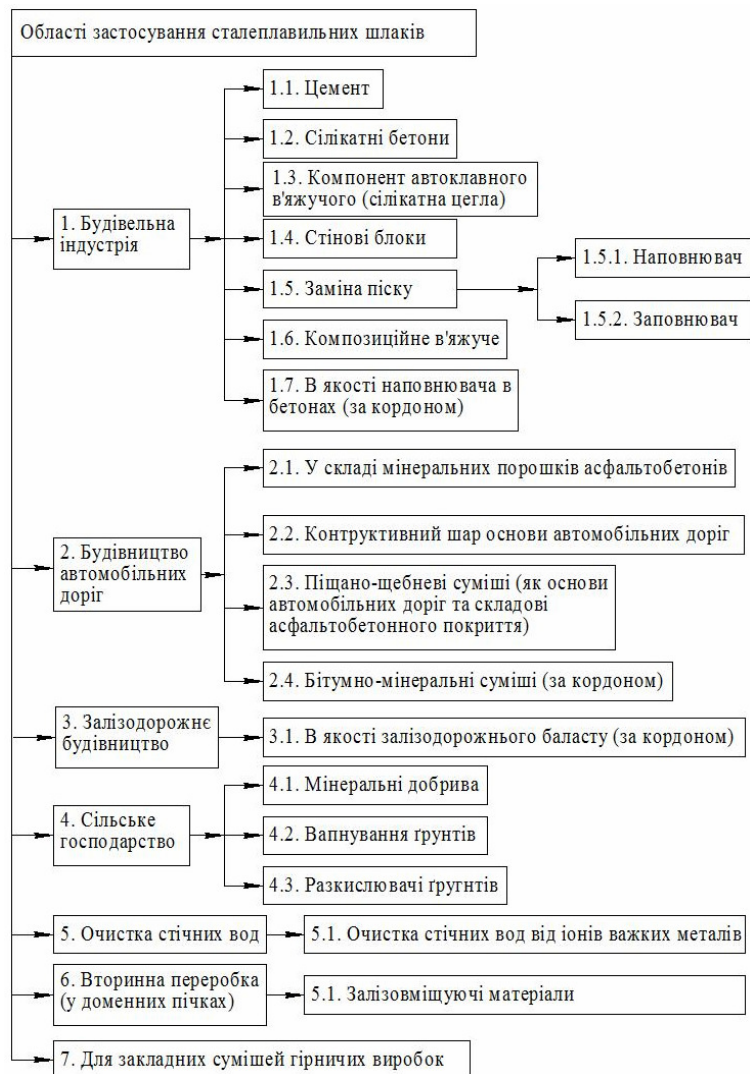 Області застосування сталеплавильних шлаків
1. Будівельна
індустрія
1.1. Цемент
1.2. Сілікатні бетони
1.3. Компонент автоклавного
в'яжучого (сілікатна цегла)
1.4. Стінові блоки
1.5. Заміна піску
1.5.1. Наповнювач
1.5.2. Заповнювач
1.6. Композиційне в'яжуче
1.7. В якості наповнювача в
бетонах (за кордоном)
2. Будівництво
автомобільних
доріг
2.1. У складі мінеральних порошків асфальтобетонів
2.2. Контруктивний шар основи автомобільних доріг
2.3. Піщано-щебневі суміші (як основи
автомобільних доріг та складові
асфальтобетонного покриття)
2.4. Бітумно-мінеральні суміші (за кордоном)
3. Залізодорожнє
будівництво
3.1. В якості залізодорожнього баласту (за кордоном)
4. Сільське
господарство
4.1. Мінеральні добрива
4.2. Вапнування ґрунтів
4.3. Разкислювачі ґругнтів
5. Очистка стічних вод
5.1. Очистка стічних вод від іонів важких металів
6. Вторинна переробка
(у доменних пічках)
5.1. Залізовміщуючі матеріали
7. Для закладних сумішей гірничих виробок